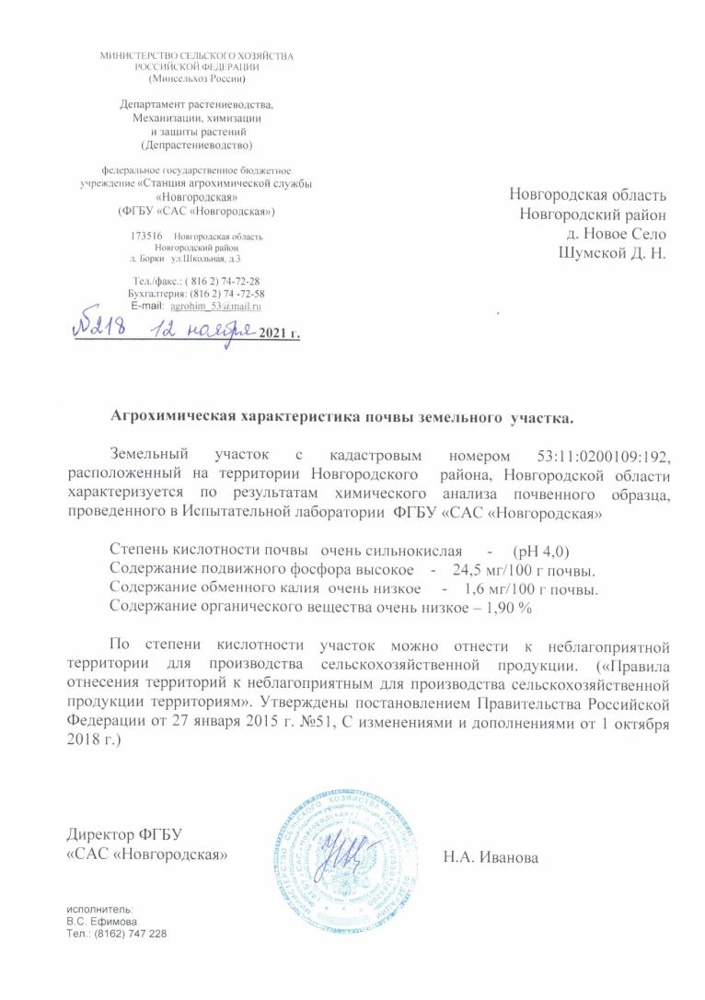 МИНИСТЕРСТВО СЕЛЬСКОГО ХОЗЯЙСТВА
РОССИЙСКОЙ ФЕДЕРАЦИИ
(Минсельхоз России)
Департамент растениеводства,
Механизации, химизации
и защиты растений
(Депрастениеводство)
федеральное государственное бюджетное
учреждение «Станция агрохимической службы
«Новгородская»
(ФГБУ «САС «Новгородская»)
173516 Новгородская область
Новгородский район
д. Борки ул.Школьная, д.3
Тел./факс.: ( 816 2) 74-72-28
Бухгалтерия: (816 2) 74 -72-58
E-mail: agrohim_53@mail.ru
№218 12 ноября 2021 г.
Новгородская область
Новгородский район
д. Новое Село
Шумской Д. Н.
Агрохимическая характеристика почвы земельного участка.
Земельный участок с кадастровым номером 53:11:0200109:192,
расположенный на территории Новгородского района, Новгородской области
характеризуется по результатам химического анализа почвенного образца,
проведенного в Испытательной лаборатории ФГБУ «САС «Новгородская»
Степень кислотности почвы очень сильнокислая - (pH 4,0)
Содержание подвижного фосфора высокое - 24,5 мг/100 г почвы.
Содержание обменного калия очень низкое - 1,6 мг/100 г почвы.
Содержание органического вещества очень низкое – 1,90 %
По степени кислотности участок можно отнести к неблагоприятной
территории для производства сельскохозяйственной продукции. («Правила
отнесения территорий к неблагоприятным для производства сельскохозяйственной
продукции территориям». Утверждены постановлением Правительства Российской
Федерации от 27 января 2015 г. №51, С изменениями и дополнениями от 1 октября
2018 г.)
Директор ФГБУ
«САС «Новгородская»
МИНИСТЕРСТВО СЕЛЬСКОГО ХОЗЯЙСТВА РОССИЙСКОЙ ФЕДЕРАЦИИ
Н.А. Иванова
исполнитель:
В.С. Ефимова
Тел.: (8162) 747 228